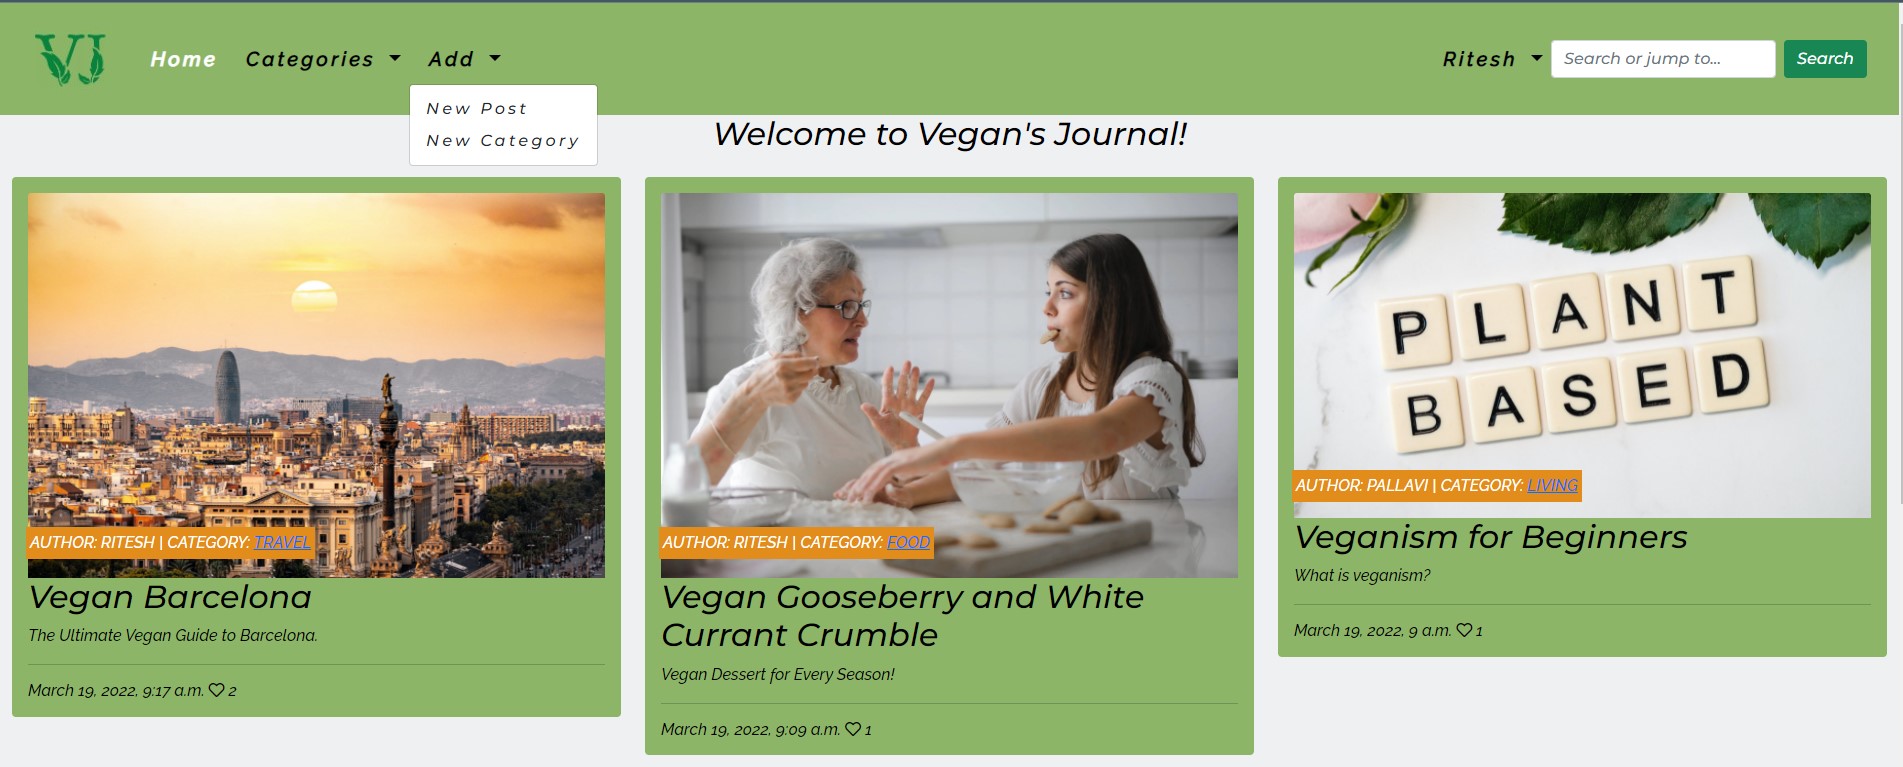 VJ
Home Categories Add Ritesh Search or jump to... Search
New Post
New Category
Welcome to Vegan's Journal!
AUTHOR: RITESH | CATEGORY: TRAVEL
Vegan Barcelona
The Ultimate Vegan Guide to Barcelona.
March 19, 2022, 9:17 a.m. 2
AUTHOR: RITESH | CATEGORY: FOOD
Vegan Gooseberry and White
Currant Crumble
Vegan Dessert for Every Season!
March 19, 2022, 9:09 a.m. 1
PLANT
BASED
AUTHOR: PALLAVI | CATEGORY: LIVING
Veganism for Beginners
What is veganism?
March 19, 2022, 9 a.m. 1